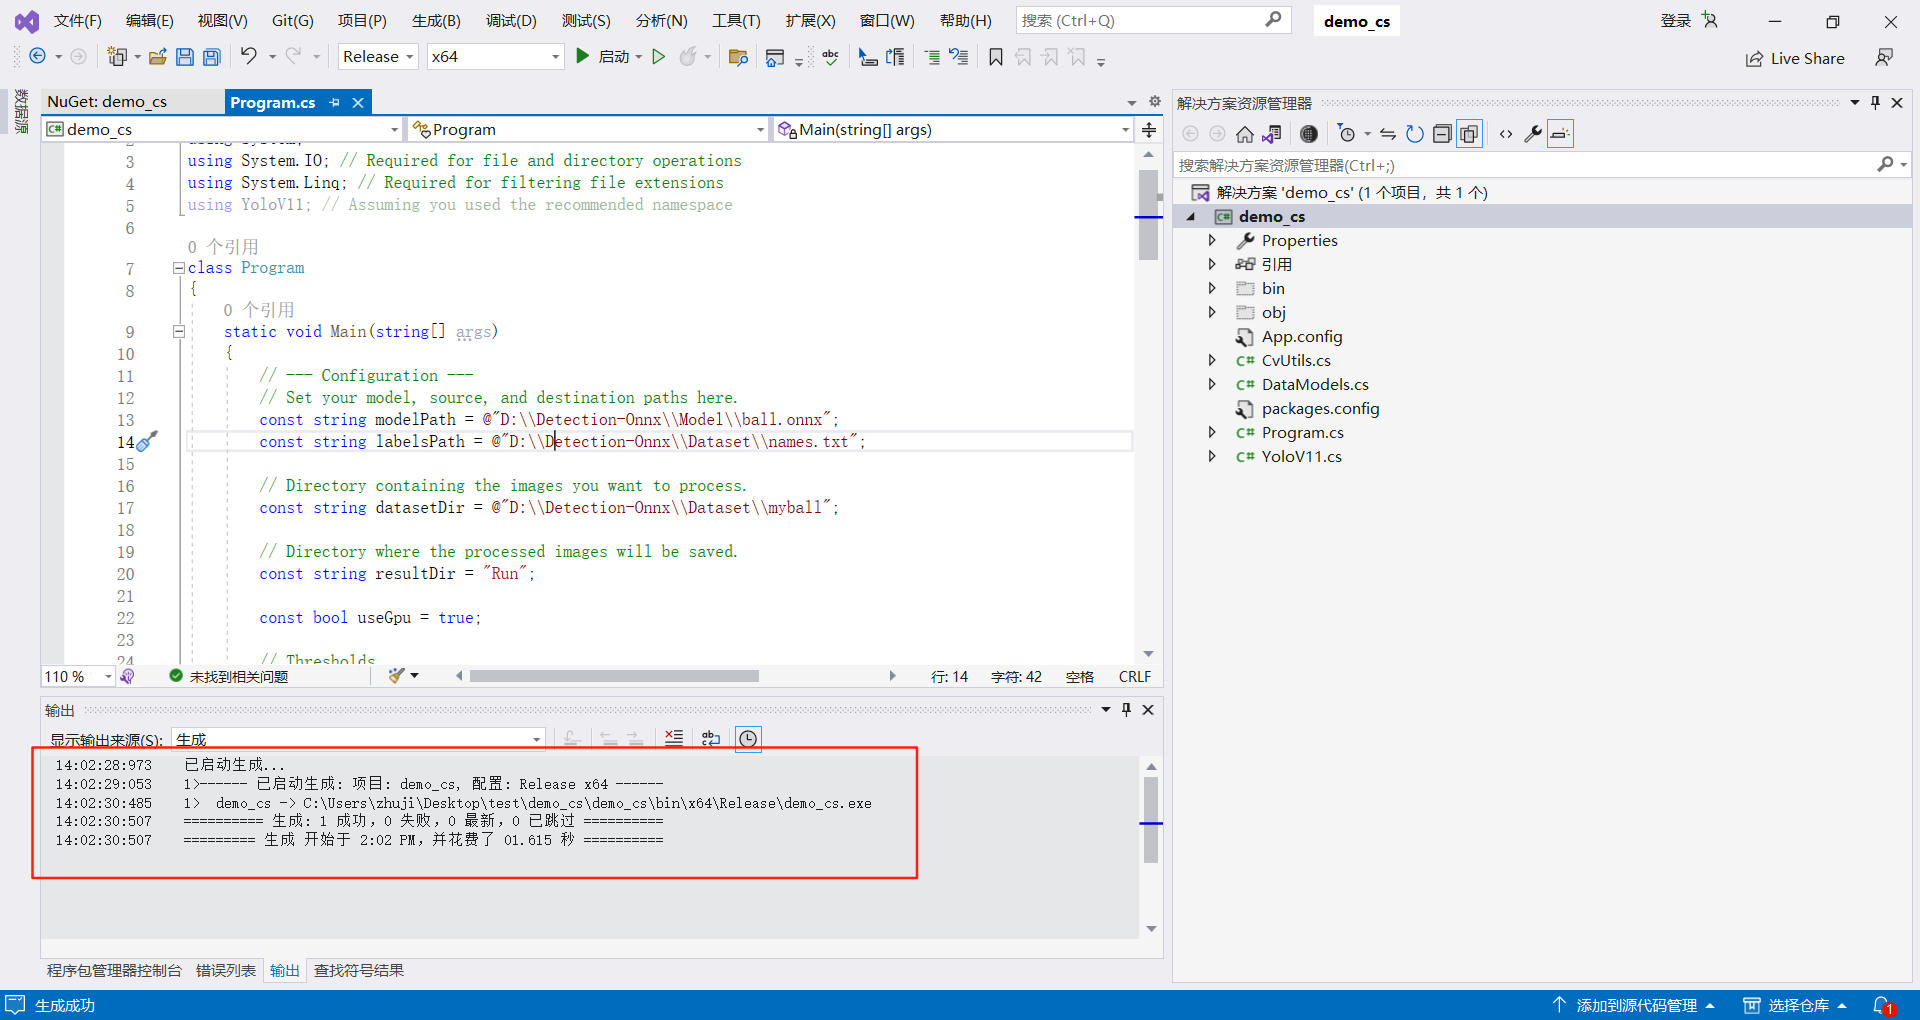 文件(F) 编辑(E) 视图(V) Git(G) 项目(P) 生成(B) 调试(D) 测试(S) 分析(N) 工具(T) 扩展(X) 窗口(W) 帮助(H) 搜索 (Ctrl+Q) demo_cs 登录
Release x64 启动 Live Share
数据源
NuGet: demo_cs Program.cs
demo_cs Program Main(string[] args)
3 using System.IO; // Required for file and directory operations
4 using System.Linq; // Required for filtering file extensions
5 using YoloV11; // Assuming you used the recommended namespace
6
0 个引用
7 class Program
8 {
0 个引用
9 static void Main(string[] args)
10 {
11 // --- Configuration ---
12 // Set your model, source, and destination paths here.
13 const string modelPath = @"D:\\Detection-Onnx\\Model\\ball.onnx";
14 const string labelsPath = @"D:\\Detection-Onnx\\Dataset\\names.txt";
15
16 // Directory containing the images you want to process.
17 const string datasetDir = @"D:\\Detection-Onnx\\Dataset\\myball";
18
19 // Directory where the processed images will be saved.
20 const string resultDir = "Run";
21
22 const bool useGpu = true;
23
24 // Thresholds
110 % 未找到相关问题 行: 14 字符: 42 空格 CRLF
输出
显示输出来源(S): 生成
14:02:28:973 已启动生成...
14:02:29:053 1>------ 已启动生成: 项目: demo_cs, 配置: Release x64 ------
14:02:30:485 1> demo_cs -> C:\Users\zhuji\Desktop\test\demo_cs\demo_cs\bin\x64\Release\demo_cs.exe
14:02:30:507 ========== 生成: 1 成功，0 失败，0 最新，0 已跳过 ==========
14:02:30:507 ========= 生成 开始于 2:02 PM，并花费了 01.615 秒 ==========
程序包管理器控制台 错误列表 输出 查找符号结果
解决方案资源管理器
搜索解决方案资源管理器(Ctrl+;)
解决方案 'demo_cs' (1 个项目，共 1 个)
demo_cs
Properties
引用
bin
obj
App.config
C# CvUtils.cs
C# DataModels.cs
packages.config
C# Program.cs
C# YoloV11.cs
生成成功 添加到源代码管理 选择仓库 1